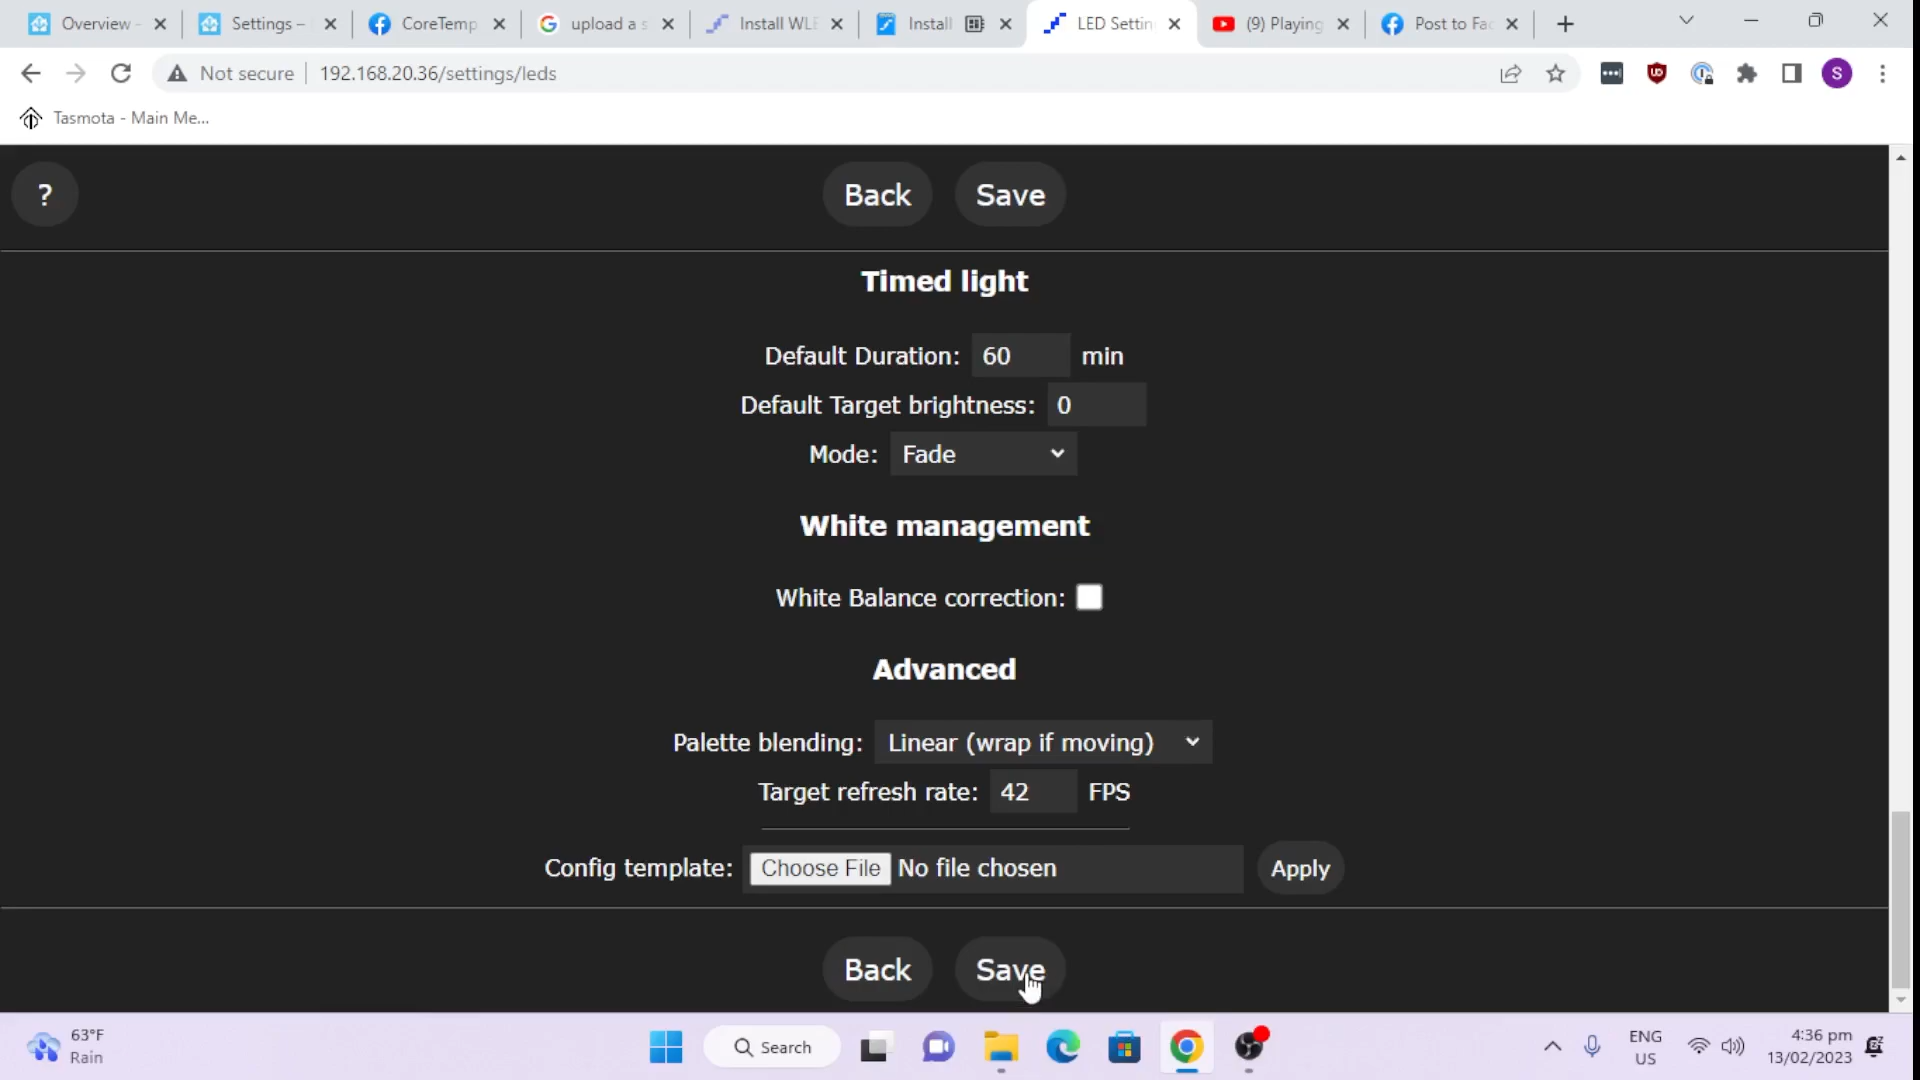 Overview -
Settings –
CoreTemp
upload a s
Install WLE
Install
LED Settin
(9) Playing
Post to Fac
Not secure
192.168.20.36/settings/leds
S
Tasmota - Main Me...
?
Back
Save
Timed light
Default Duration: 60 min
Default Target brightness: 0
Mode: Fade
White management
White Balance correction:
Advanced
Palette blending: Linear (wrap if moving)
Target refresh rate: 42 FPS
Config template: Choose File No file chosen Apply
Back
Save
63°F
Rain
Search
ENG
US
4:36 pm
13/02/2023